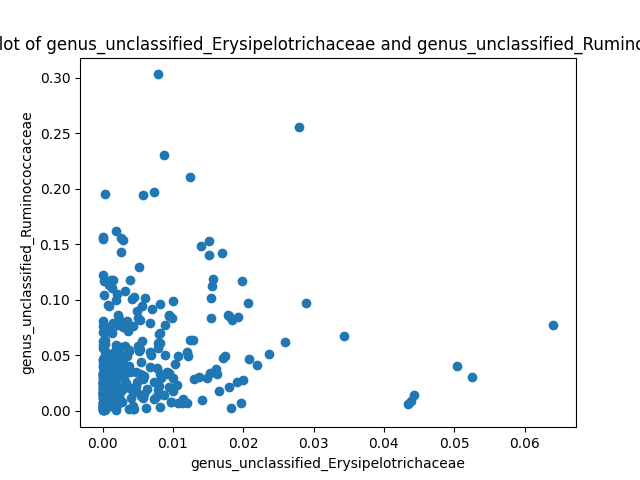 lot of genus_unclassified_Erysipelotrichaceae and genus_unclassified_Rumino
0.30
0.25
0.20
0.15
0.10
0.05
0.00
genus_unclassified_Ruminococcaceae
0.00 0.01 0.02 0.03 0.04 0.05 0.06
genus_unclassified_Erysipelotrichaceae